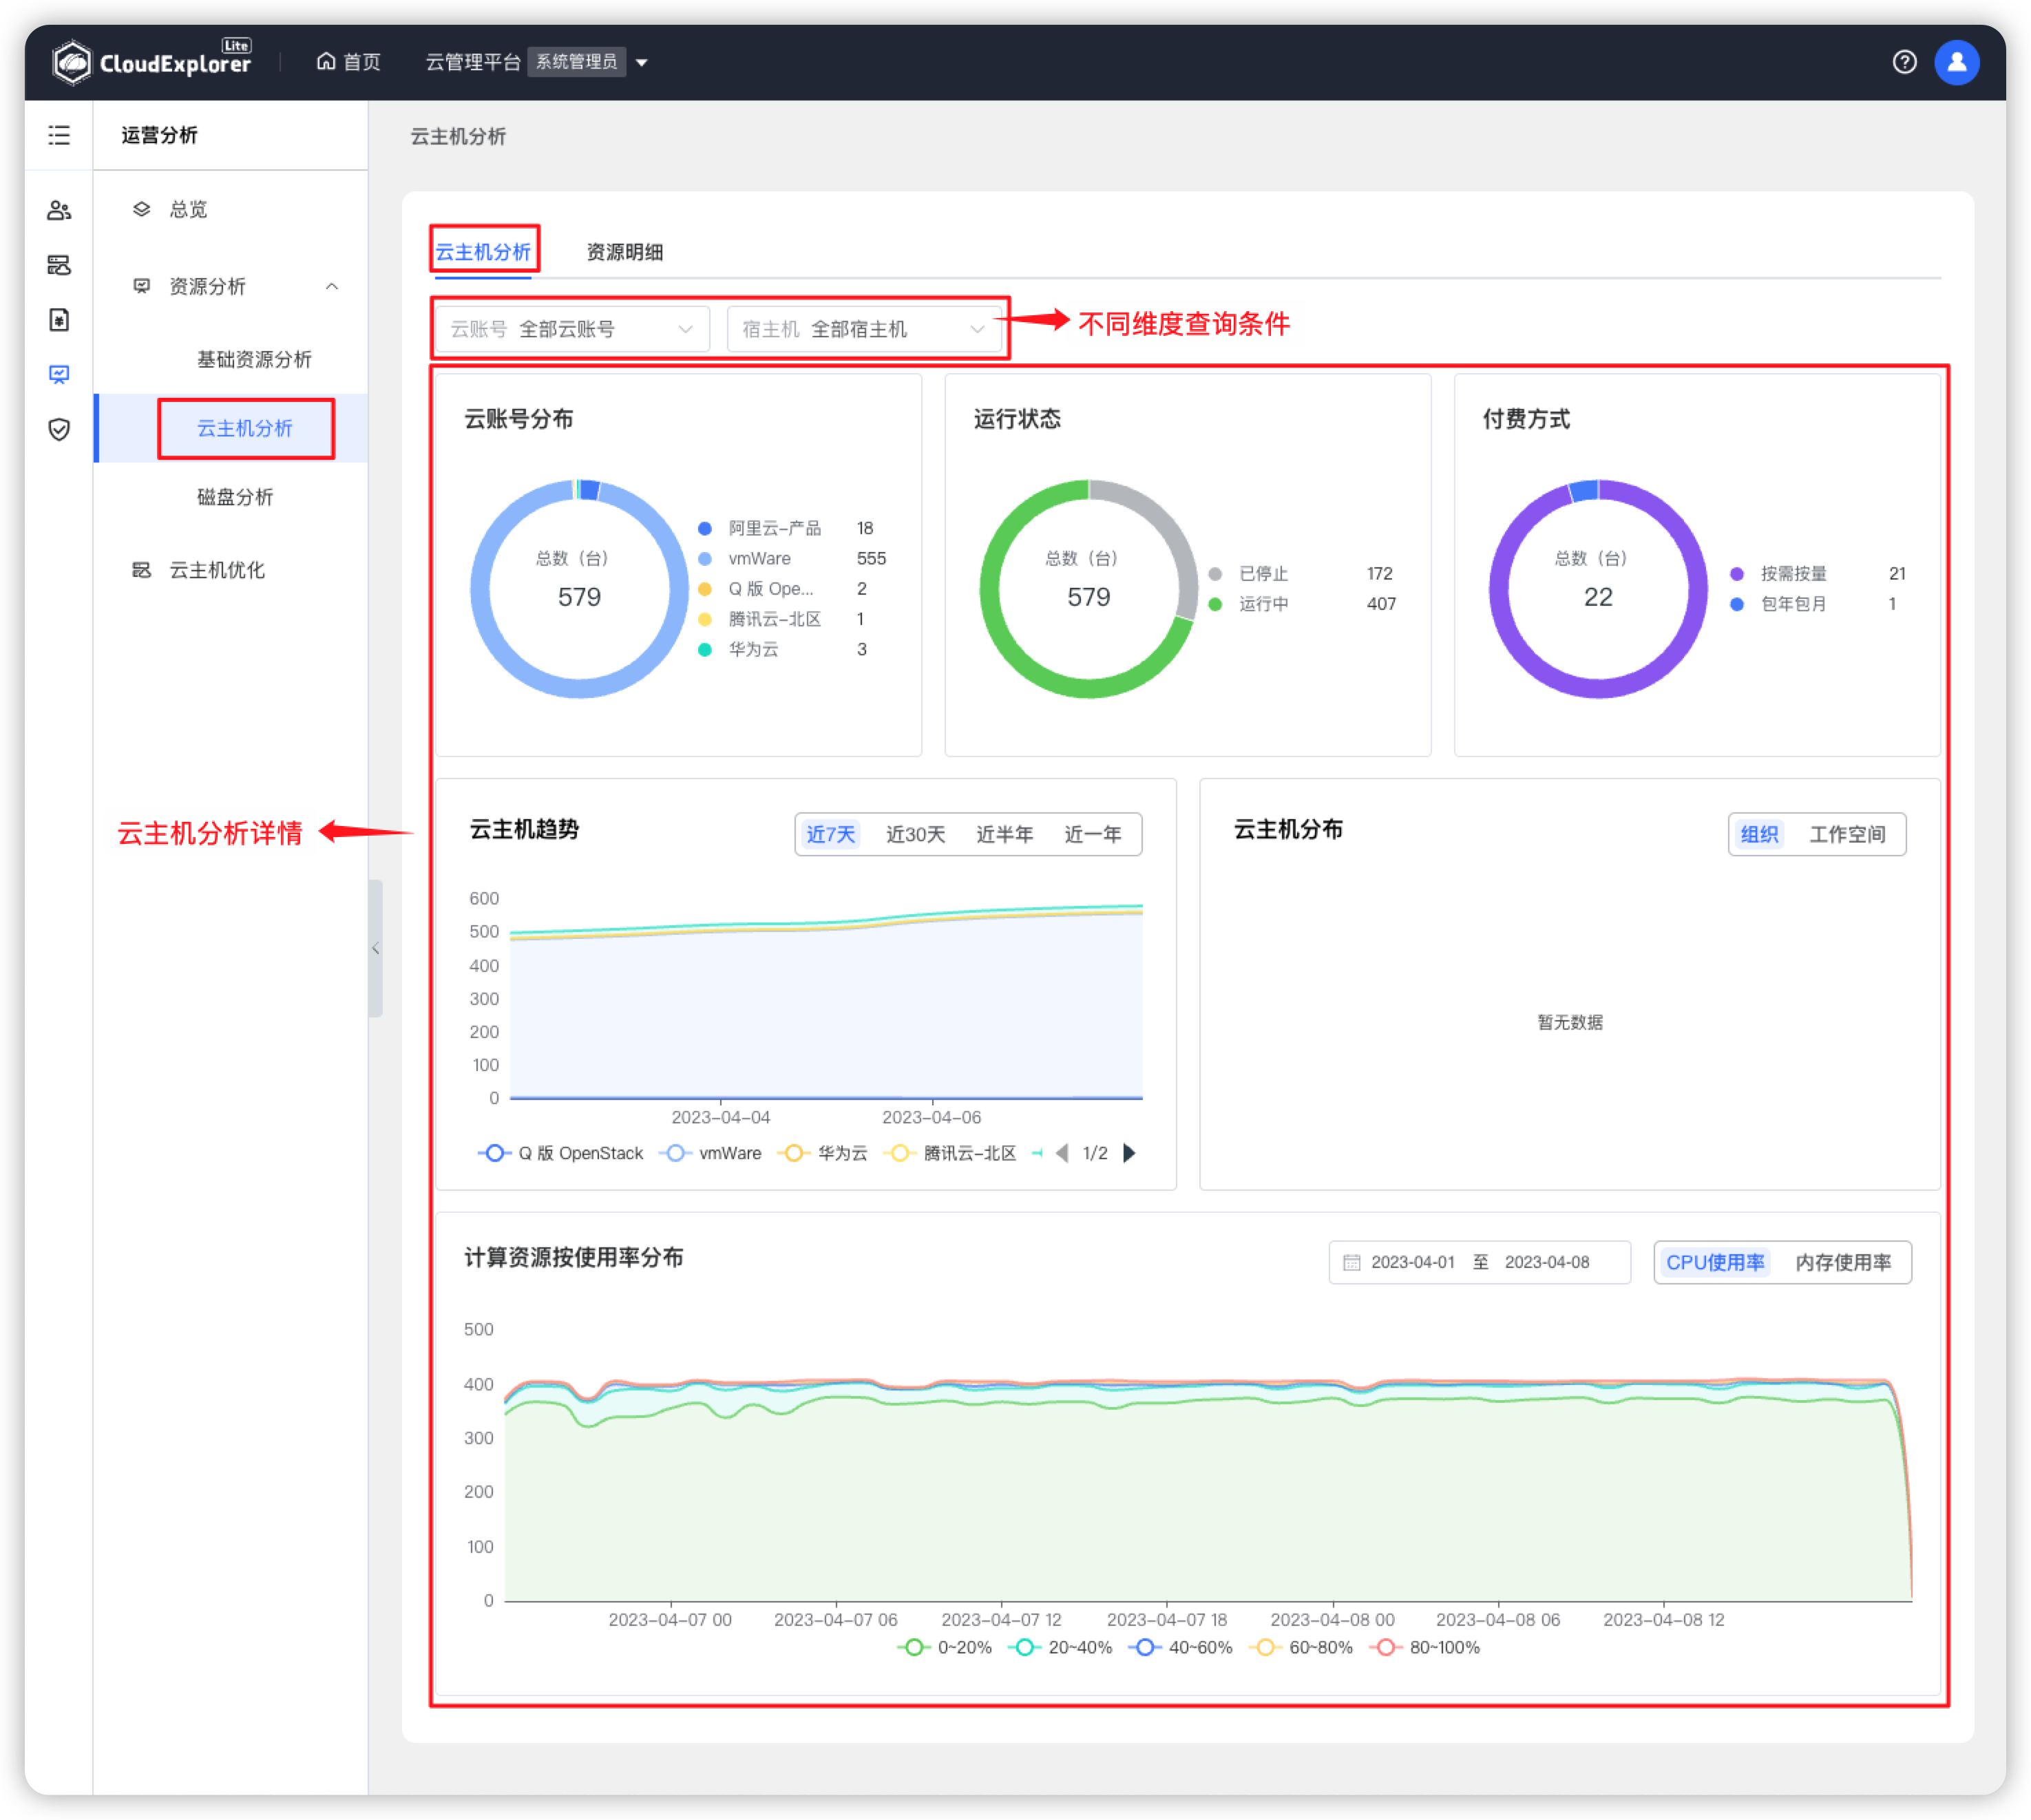 CloudExplorer Lite
首页
云管理平台 系统管理员
运营分析
总览
资源分析
基础资源分析
云主机分析
磁盘分析
云主机优化
云主机分析
云主机分析 资源明细
云账号 全部云账号 宿主机 全部宿主机
不同维度查询条件
云账号分布
总数（台）
579
阿里云-产品 18
vmWare 555
Q 版 Ope... 2
腾讯云-北区 1
华为云 3
运行状态
总数（台）
579
已停止 172
运行中 407
付费方式
总数（台）
22
按需按量 21
包年包月 1
云主机分析详情
云主机趋势
近7天 近30天 近半年 近一年
600
500
400
300
200
100
0
2023-04-04 2023-04-06
Q 版 OpenStack vmWare 华为云 腾讯云-北区 1/2
云主机分布
组织 工作空间
暂无数据
计算资源按使用率分布
2023-04-01 至 2023-04-08
CPU使用率 内存使用率
500
400
300
200
100
0
2023-04-07 00 2023-04-07 06 2023-04-07 12 2023-04-07 18 2023-04-08 00 2023-04-08 06 2023-04-08 12
0~20% 20~40% 40~60% 60~80% 80~100%